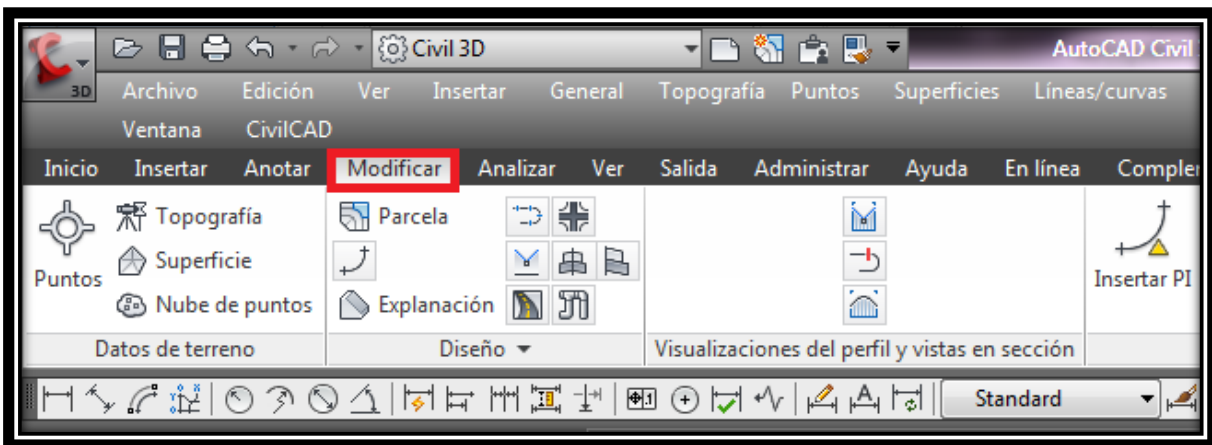 Civil 3D AutoCAD Civil
3D Archivo Edición Ver Insertar General Topografía Puntos Superficies Líneas/curvas
Ventana CivilCAD
Inicio Insertar Anotar Modificar Analizar Ver Salida Administrar Ayuda En línea Compler
Topografía Parcela
Superficie
Puntos Insertar PI
Nube de puntos Explanación
Datos de terreno Diseño Visualizaciones del perfil y vistas en sección
Standard